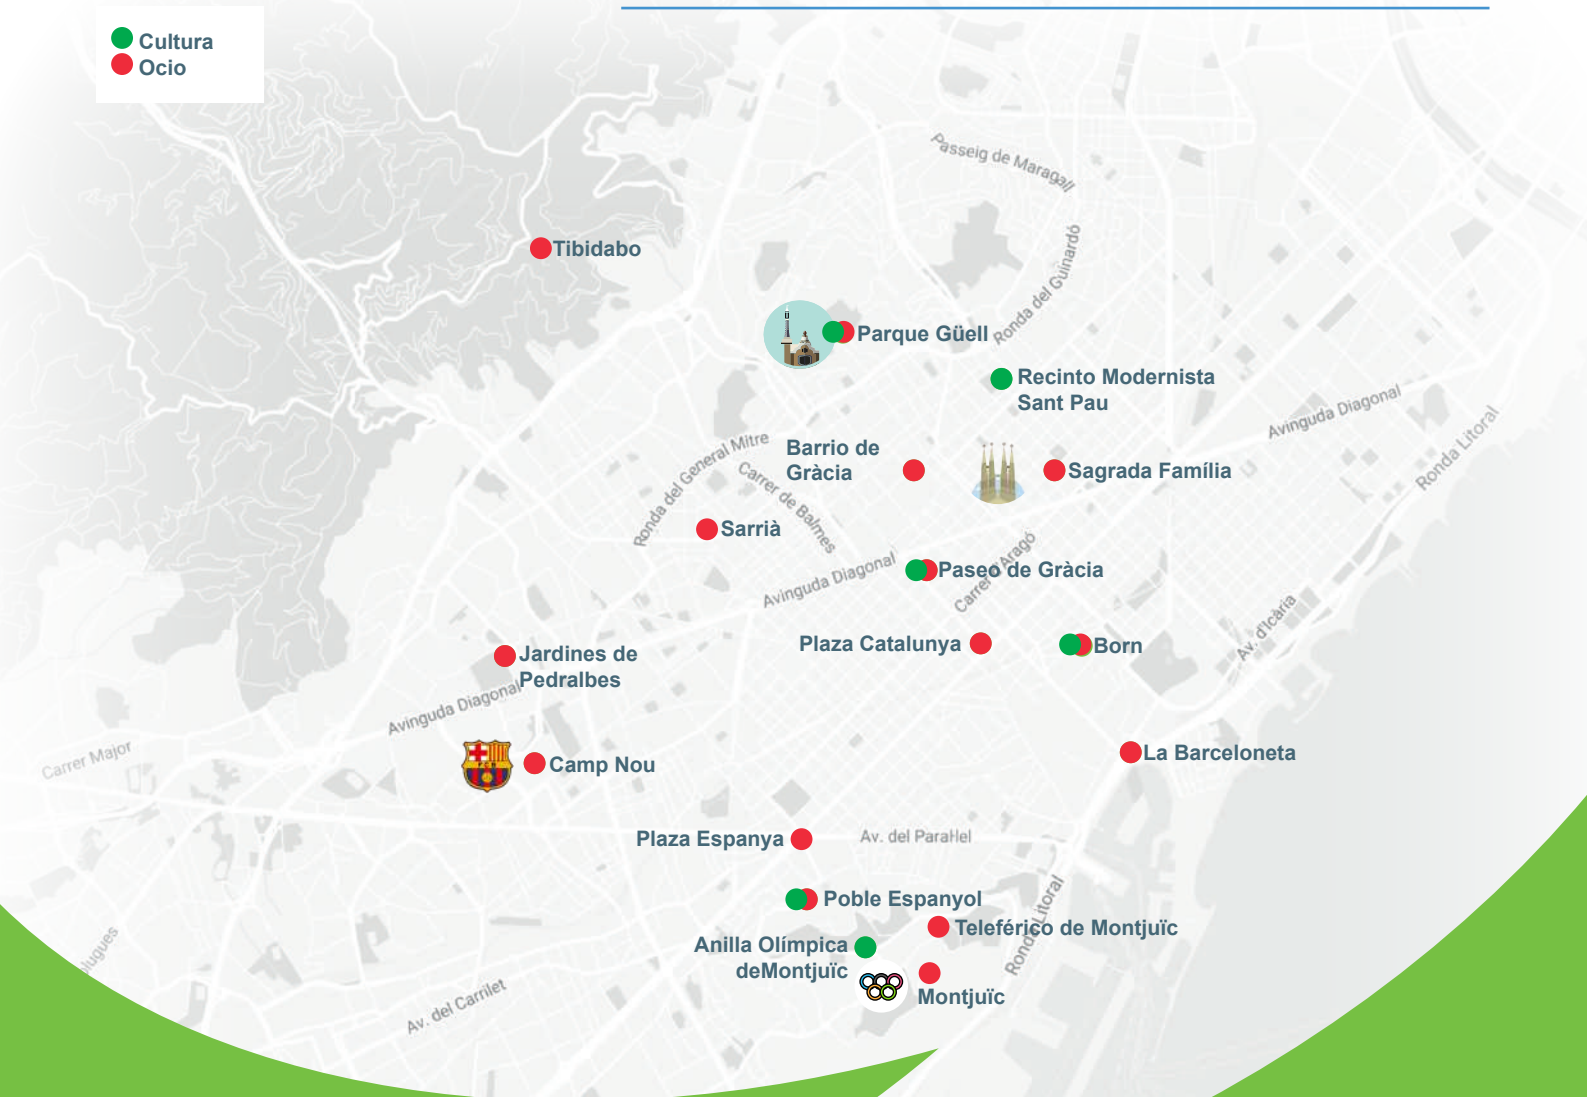 Cultura
Ocio
Passeig de Maragall
Tibidabo
Ronda del Guinardó
Parque Güell
Recinto Modernista
Sant Pau
Avinguda Diagonal
Ronda Litoral
Ronda del General Mitre
Barrio de
Gràcia
Carrer de Balmes
Sagrada Família
Sarrià
Avinguda Diagonal
Carrer d'Aragó
Paseo de Gràcia
Plaza Catalunya
Born
Av. d'Icària
Jardines de
Pedralbes
Avinguda Diagonal
Carrer Major
Camp Nou
La Barceloneta
Plaza Espanya
Av. del Paral·lel
Poble Espanyol
Teleférico de Montjuïc
Ronda Litoral
Anilla Olímpica
deMontjuïc
Montjuïc
Av. del Carrilet